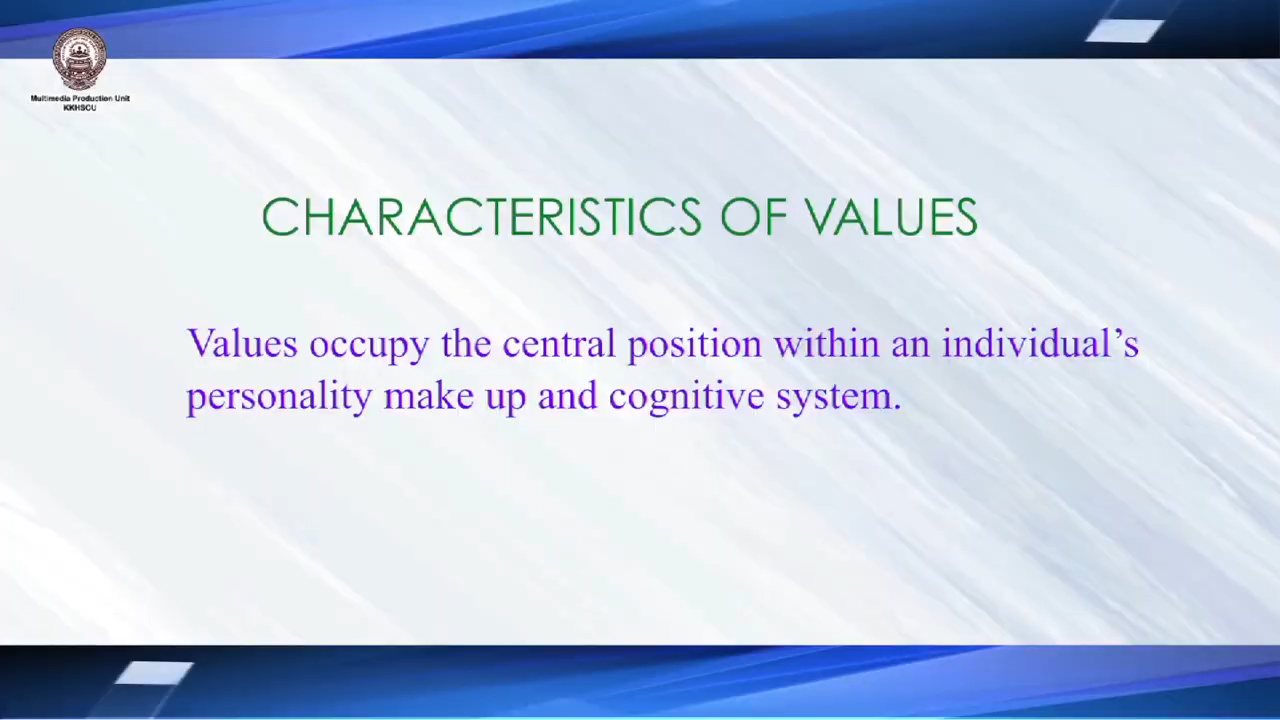 Multimedia Production Unit
KKHSOU
CHARACTERISTICS OF VALUES
Values occupy the central position within an individual’s
personality make up and cognitive system.